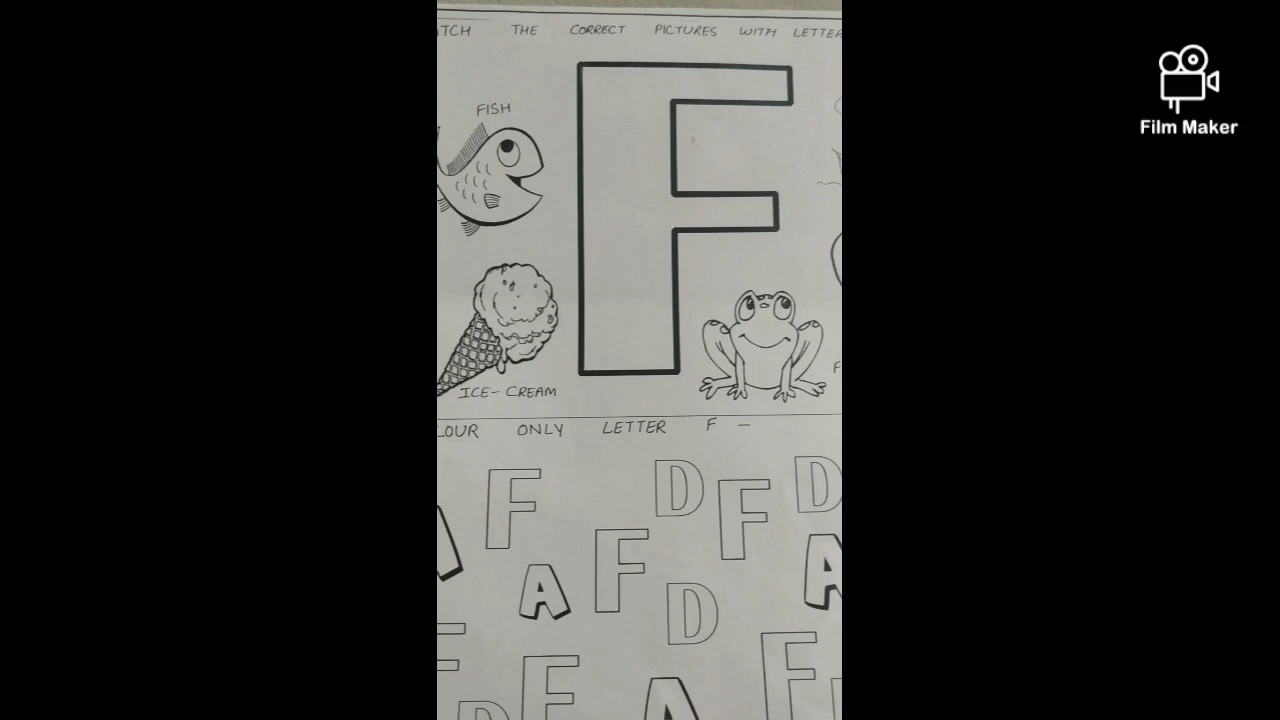 TCH THE CORRECT PICTURES WITH LETTER
Film Maker
FISH
F
ICE-CREAM
F
LOUR ONLY LETTER F -
F D F D
A F A
A D
F F F
D A